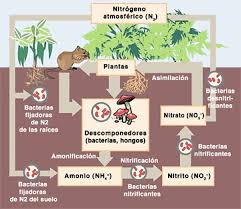 Nitrógeno
atmosférico (N₂)
Plantas
Asimilación
Bacterias
fijadoras
de N2
de las raíces
Descomponedores
(bacterias, hongos)
Nitrato (NO₃⁻)
Bacterias
desnitri-
ficantes
Amonificación
Nitrificación
Bacterias
nitrificantes
Bacterias
fijadoras
de N2 del suelo
Amonio (NH₄⁺)
Bacterias
nitrificantes
Nitrito (NO₂⁻)